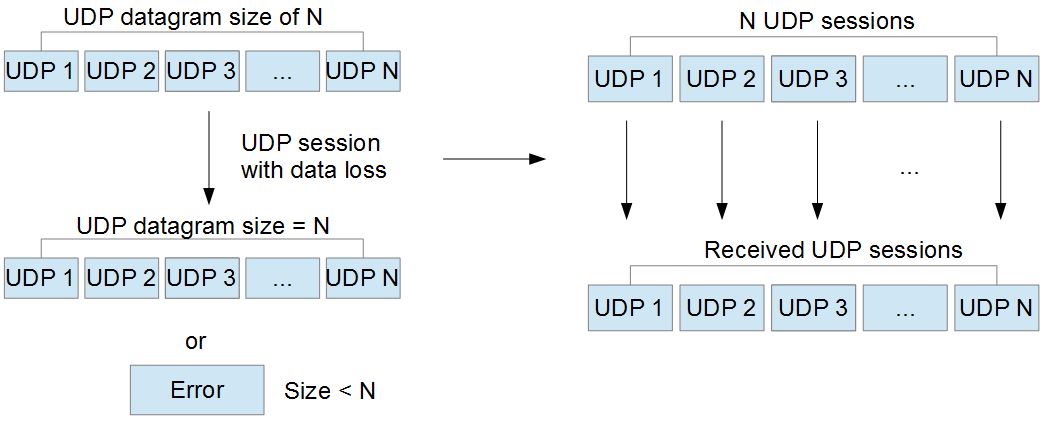 UDP datagram size of N
UDP 1 UDP 2 UDP 3 ... UDP N
UDP session
with data loss
UDP datagram size = N
UDP 1 UDP 2 UDP 3 ... UDP N
or
Error Size < N
N UDP sessions
UDP 1 UDP 2 UDP 3 ... UDP N
...
Received UDP sessions
UDP 1 UDP 2 UDP 3 ... UDP N